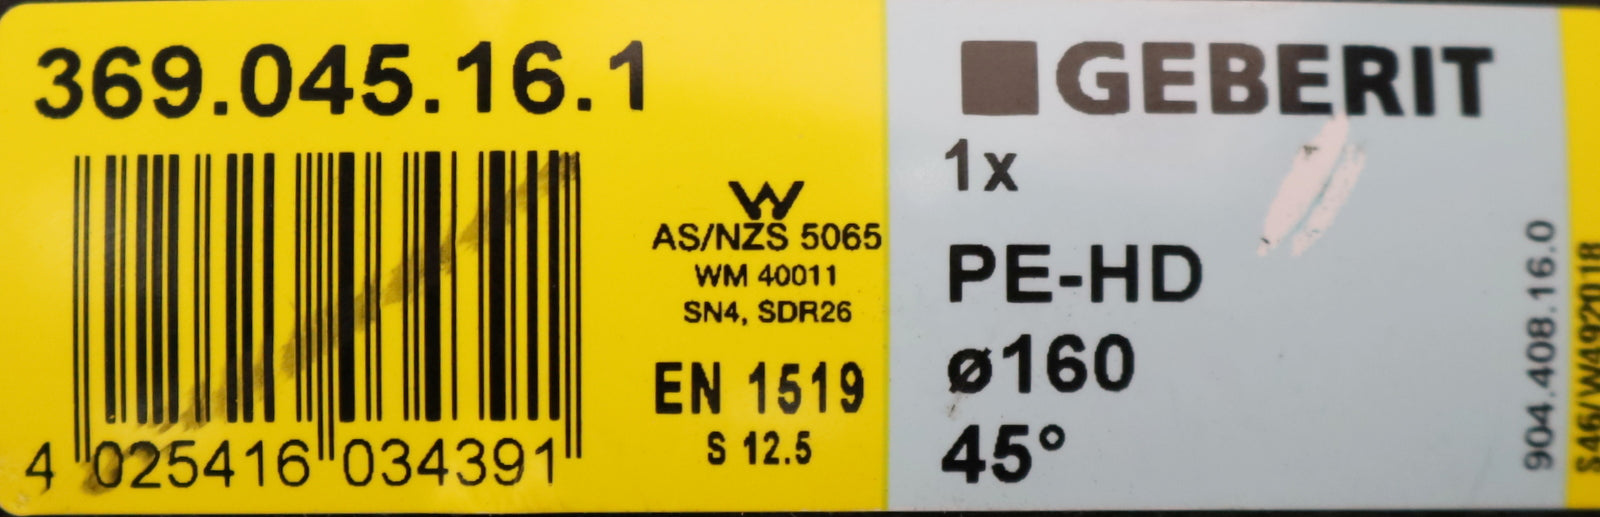 369.045.16.1
4 025416 034391
AS/NZS 5065
WM 40011
SN4, SDR26
EN 1519
S 12.5
GEBERIT
1x
PE-HD
ø160
45°
904.408.16.0
S46/W492018